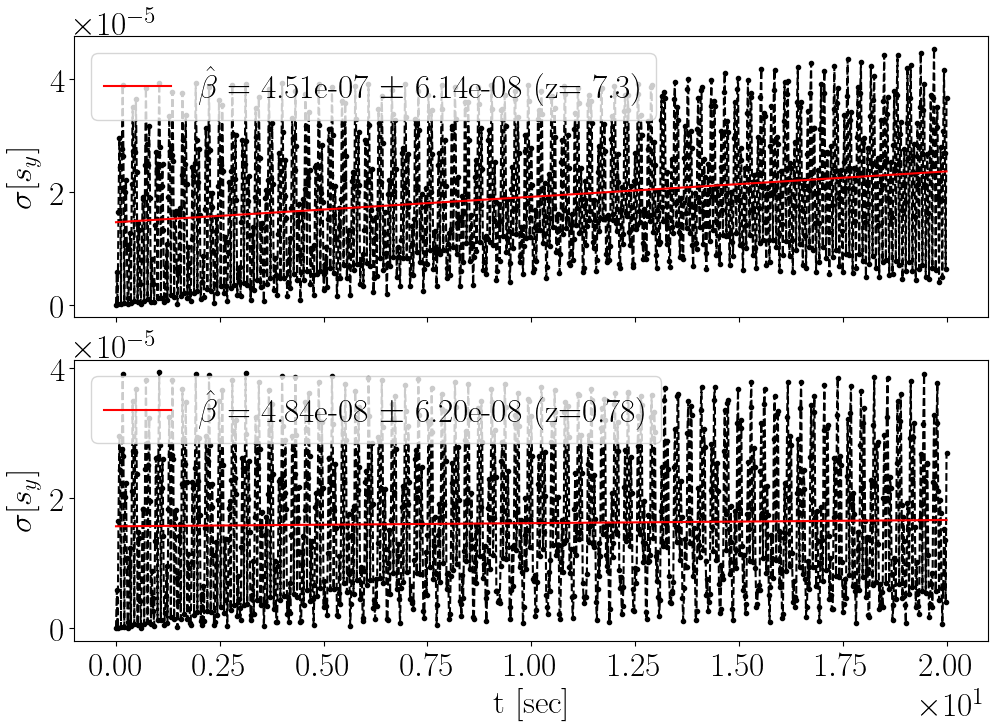 ×10⁻⁵
β̂ = 4.51e-07 ± 6.14e-08 (z= 7.3)
4
2
0
σ[s_y]
×10⁻⁵
β̂ = 4.84e-08 ± 6.20e-08 (z=0.78)
4
2
0
σ[s_y]
0.00 0.25 0.50 0.75 1.00 1.25 1.50 1.75 2.00
t [sec]
×10¹